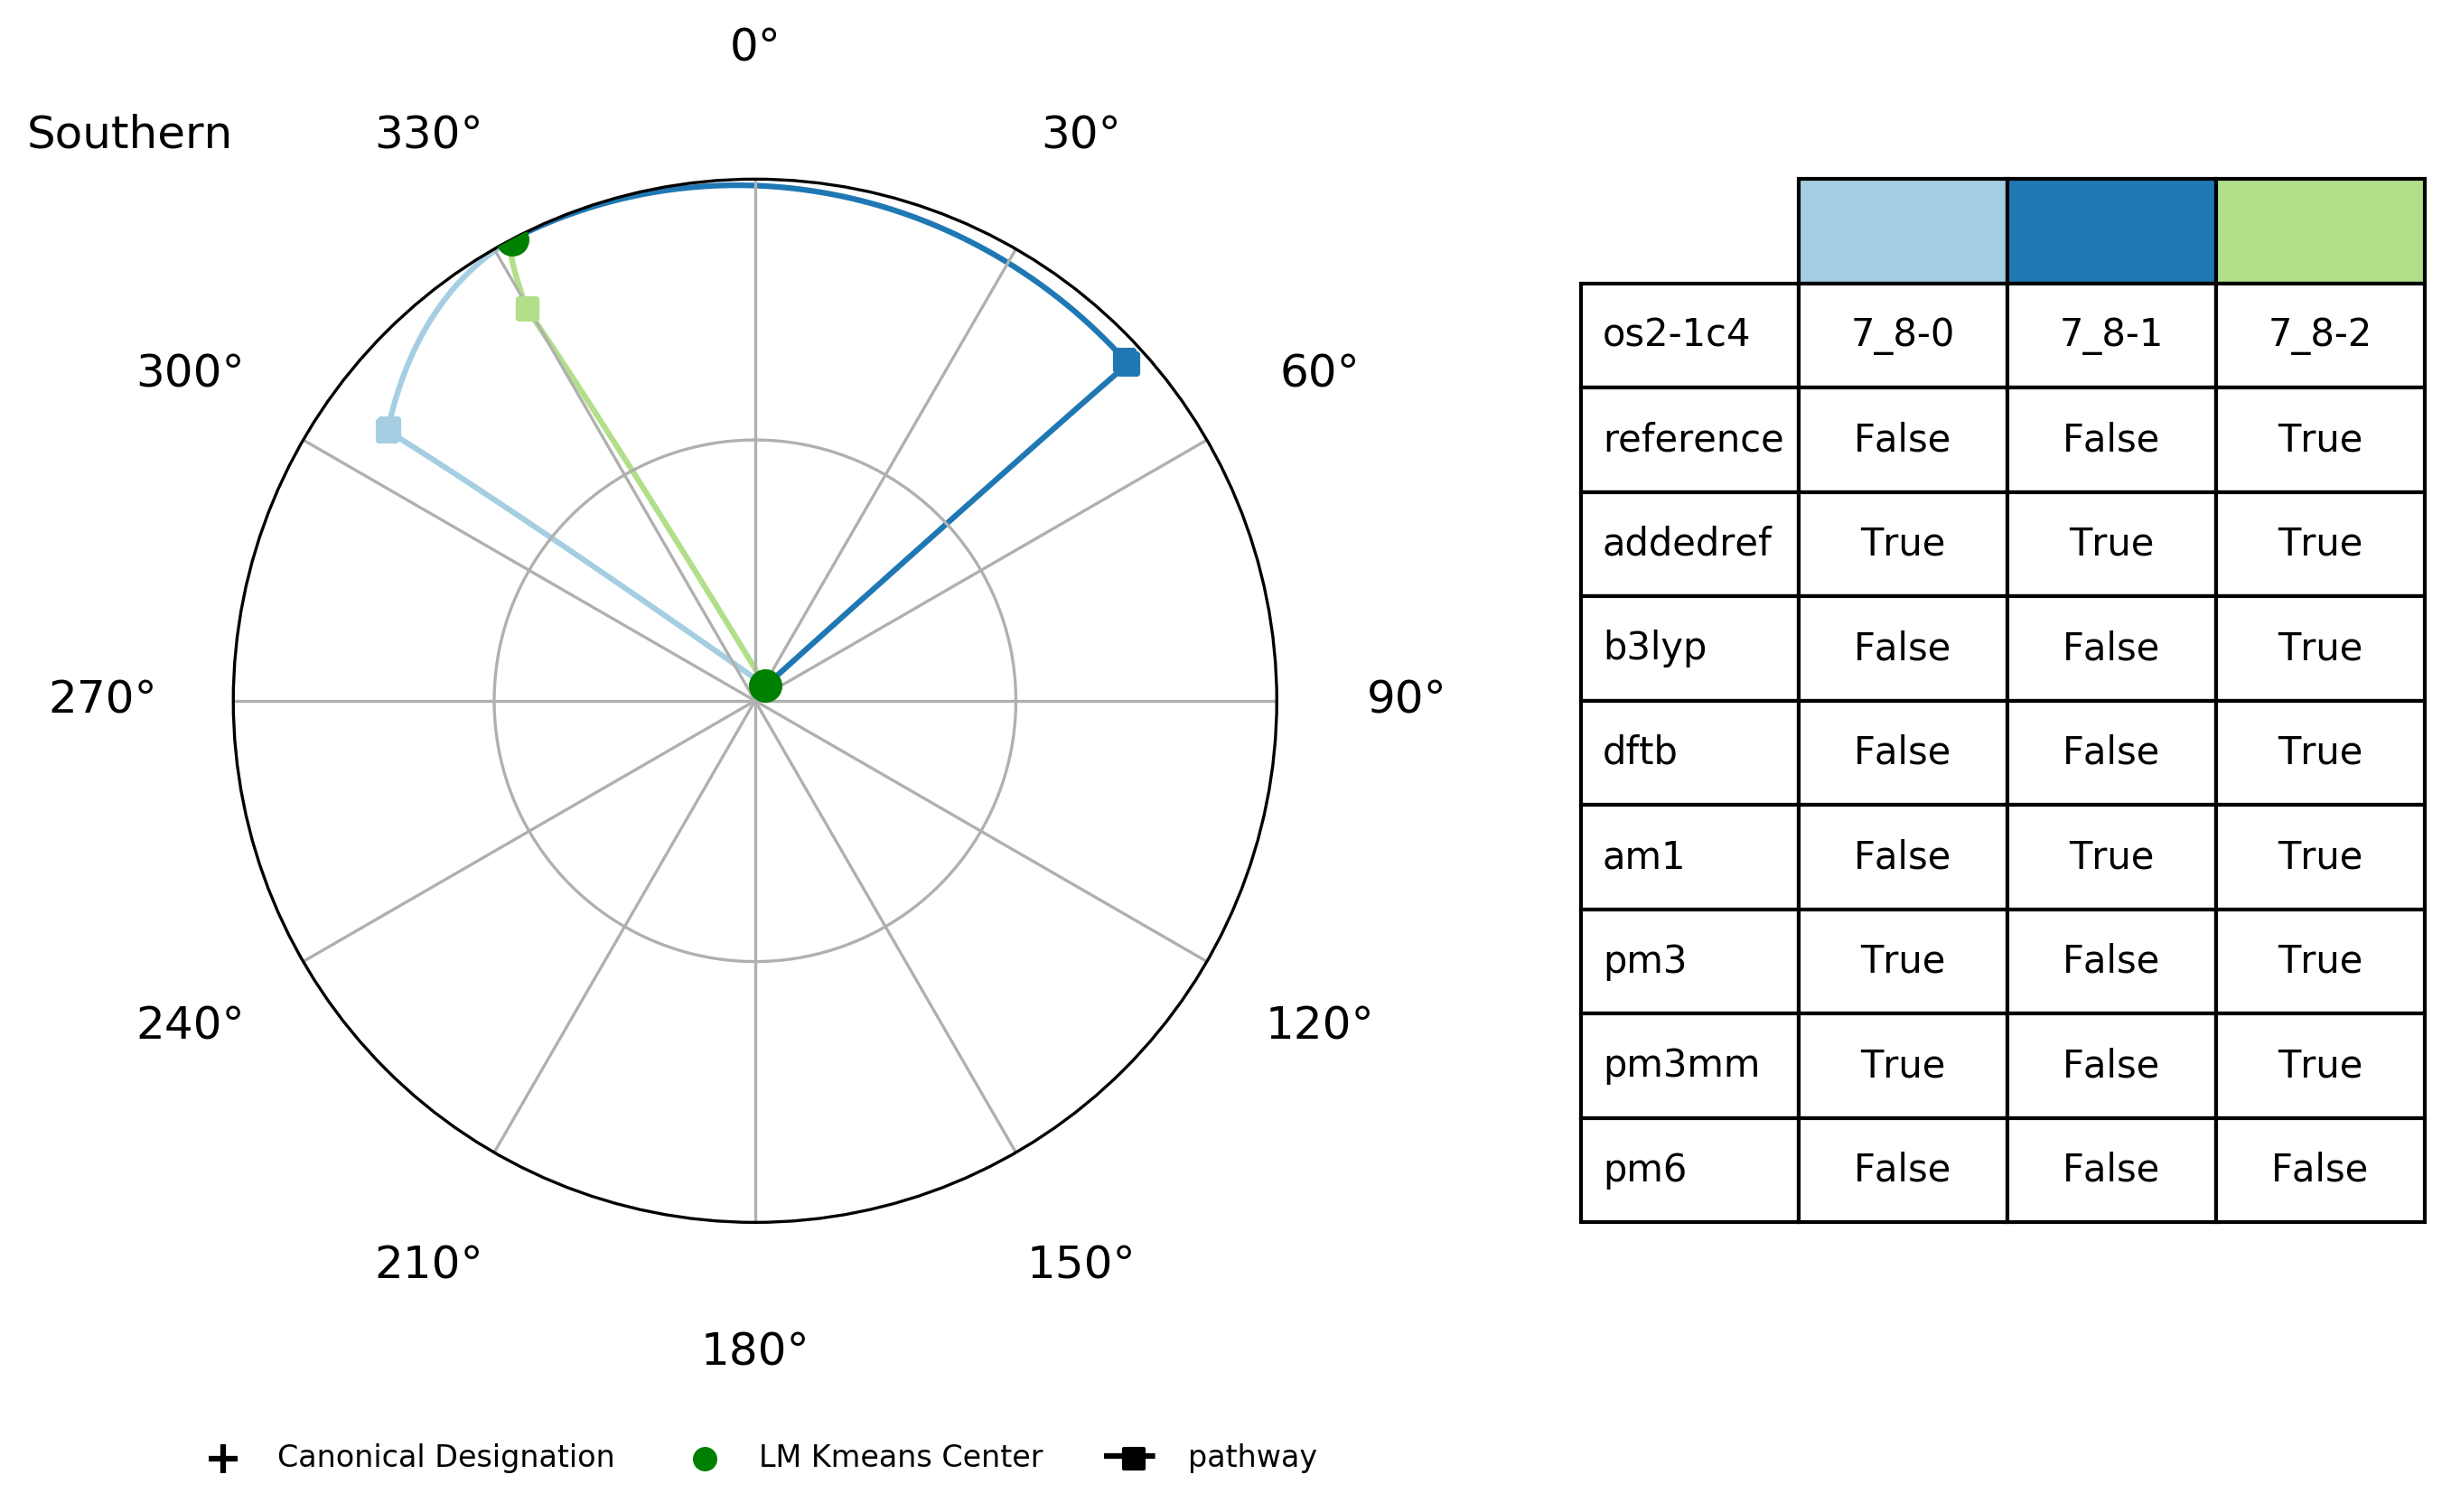 0°
Southern
330°
30°
300°
60°
270°
90°
240°
120°
210°
150°
180°
os2-1c4 7_8-0 7_8-1 7_8-2
reference False False True
addedref True True True
b3lyp False False True
dftb False False True
am1 False True True
pm3 True False True
pm3mm True False True
pm6 False False False
Canonical Designation
LM Kmeans Center
pathway